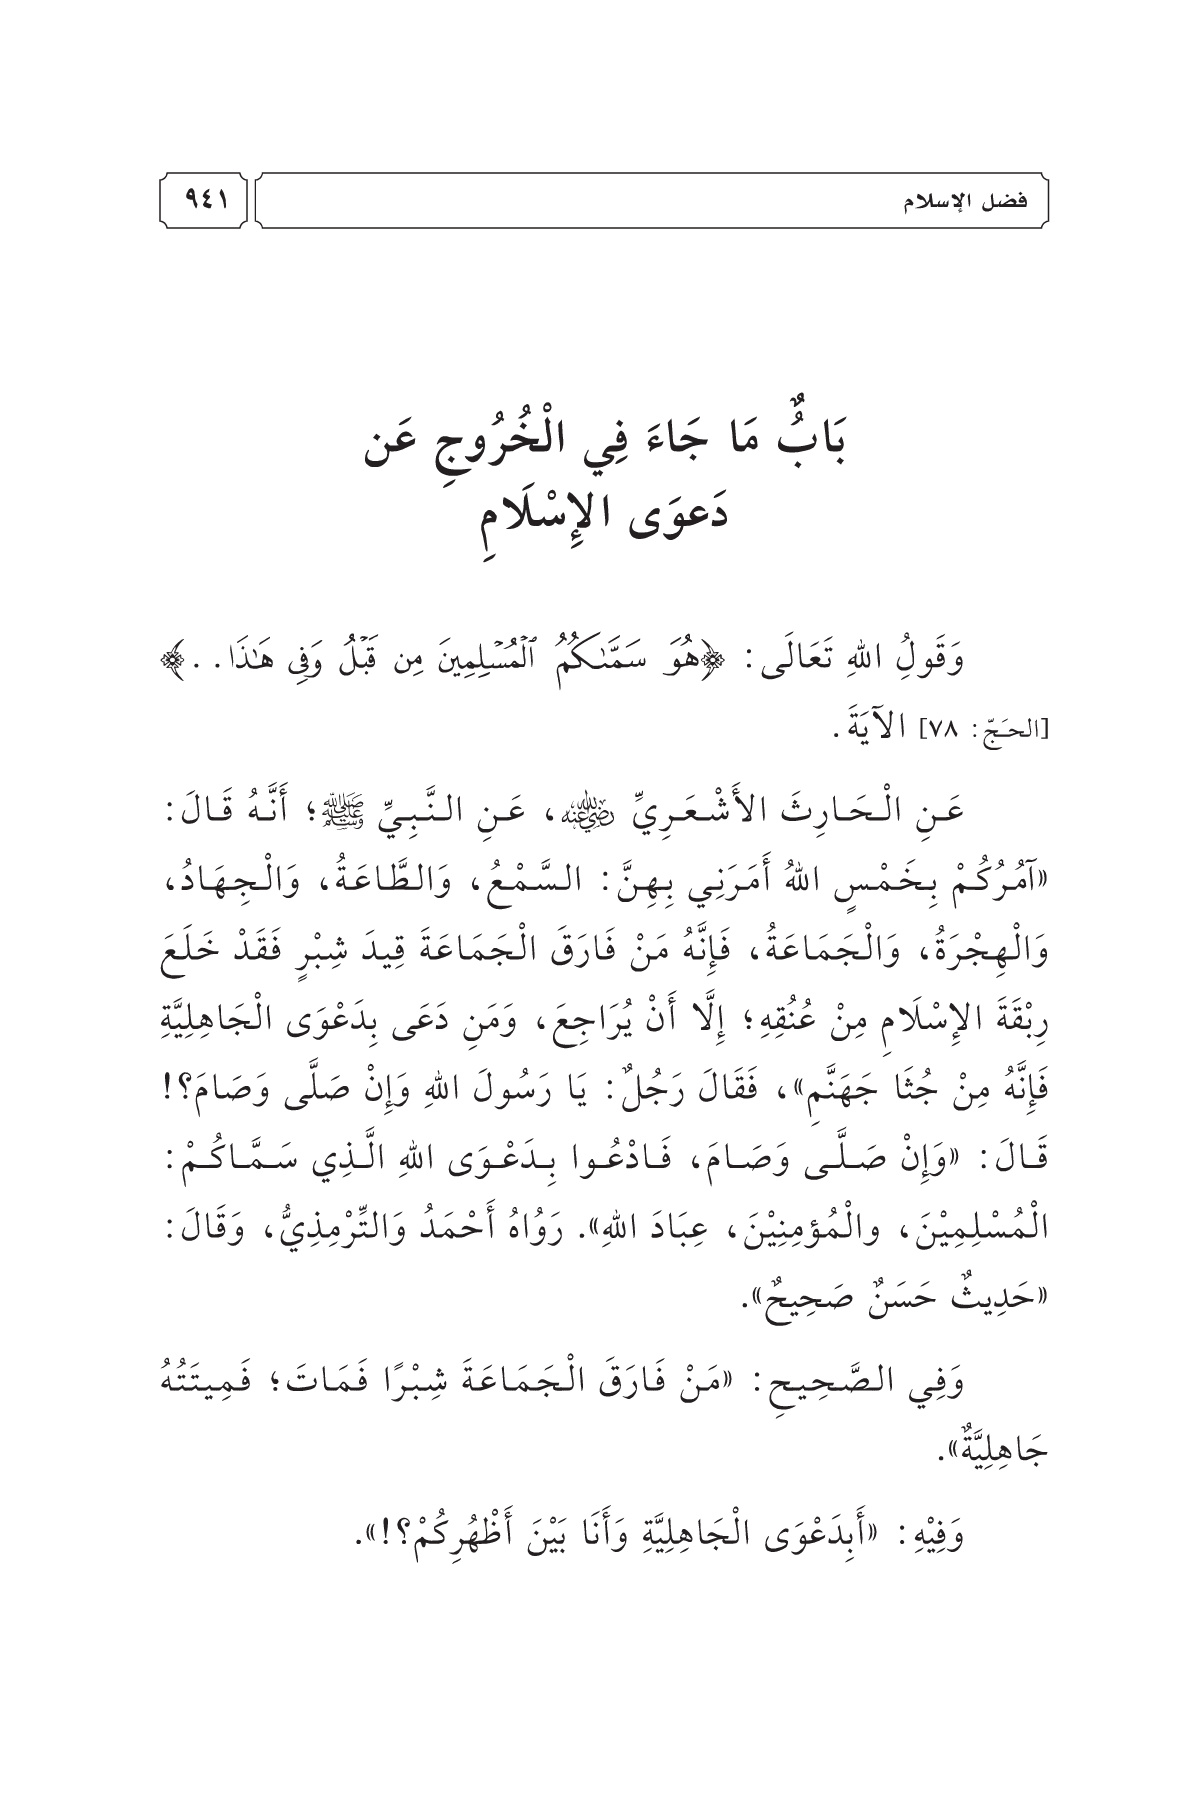 فضل الإسلام ٩٤١
بَابٌ مَا جَاءَ فِي الْخُرُوجِ عَن
دَعوَى الإِسْلَامِ
وَقَولُِ اللهِ تَعَالَى: ﴿هُوَ سَمَّىٰكُمُ ٱلْمُسْلِمِينَ مِن قَبْلُ وَفِي هَـٰذَا..﴾
[الحَجّ: ٧٨] الآيَةَ.
عَنِ الْحَارِثَ الأَشْعَرِيِّ رضي الله عنه، عَنِ النَّبِيِّ ﷺ؛ أَنَّهُ قَالَ:
«آمُرُكُمْ بِخَمْسٍ اللهُ أَمَرَنِي بِهِنَّ: السَّمْعُ، وَالطَّاعَةُ، وَالْجِهَادُ،
وَالْهِجْرَةُ، وَالْجَمَاعَةُ، فَإِنَّهُ مَنْ فَارَقَ الْجَمَاعَةَ قِيدَ شِبْرٍ فَقَدْ خَلَعَ
رِبْقَةَ الإِسْلَامِ مِنْ عُنُقِهِ؛ إِلَّا أَنْ يُرَاجِعَ، وَمَنِ دَعَى بِدَعْوَى الْجَاهِلِيَّةِ
فَإِنَّهُ مِنْ جُثَا جَهَنَّمِ»، فَقَالَ رَجُلٌ: يَا رَسُولَ اللهِ وَإِنْ صَلَّى وَصَامَ؟!
قَالَ: «وَإِنْ صَلَّى وَصَامَ، فَادْعُوا بِدَعْوَى اللهِ الَّذِي سَمَّاكُمْ:
الْمُسْلِمِيْنَ، والْمُؤمِنِيْنَ، عِبَادَ اللهِ». رَوُاهُ أَحْمَدُ وَالتِّرْمِذِيُّ، وَقَالَ:
«حَدِيثٌ حَسَنٌ صَحِيحٌ».
وَفِي الصَّحِيحِ: «مَنْ فَارَقَ الْجَمَاعَةَ شِبْرًا فَمَاتَ؛ فَمِيتَتُهُ
جَاهِلِيَّةٌ».
وَفِيْهِ: «أَبِدَعْوَى الْجَاهِلِيَّةِ وَأَنَا بَيْنَ أَظْهُرِكُمْ؟!».